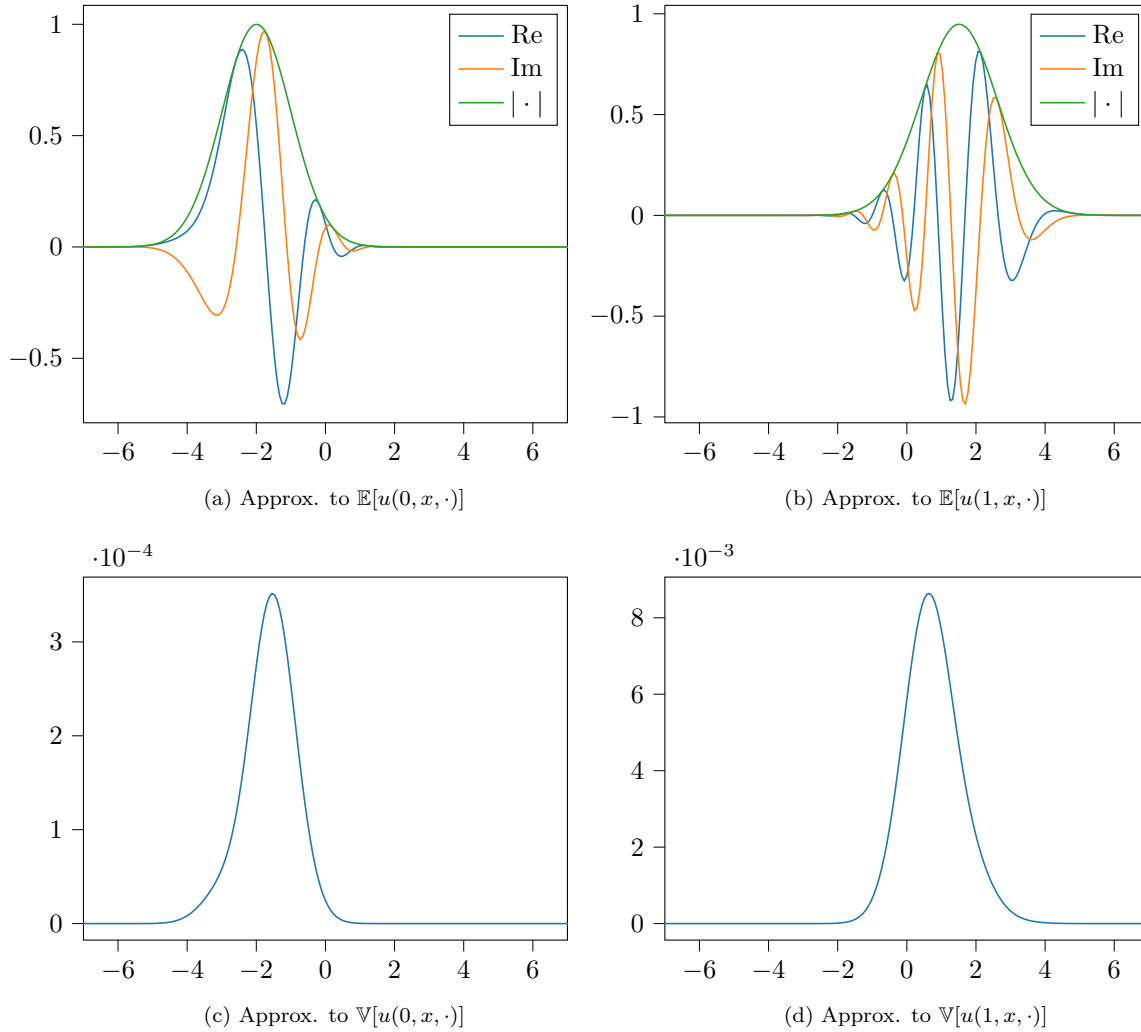 1
0.5
0
−0.5
−6 −4 −2 0 2 4 6
Re
Im
| · |
(a) Approx. to 𝔼[u(0, x, ·)]
1
0.5
0
−0.5
−1
−6 −4 −2 0 2 4 6
Re
Im
| · |
(b) Approx. to 𝔼[u(1, x, ·)]
·10⁻⁴
3
2
1
0
−6 −4 −2 0 2 4 6
(c) Approx. to 𝕍[u(0, x, ·)]
·10⁻³
8
6
4
2
0
−6 −4 −2 0 2 4 6
(d) Approx. to 𝕍[u(1, x, ·)]